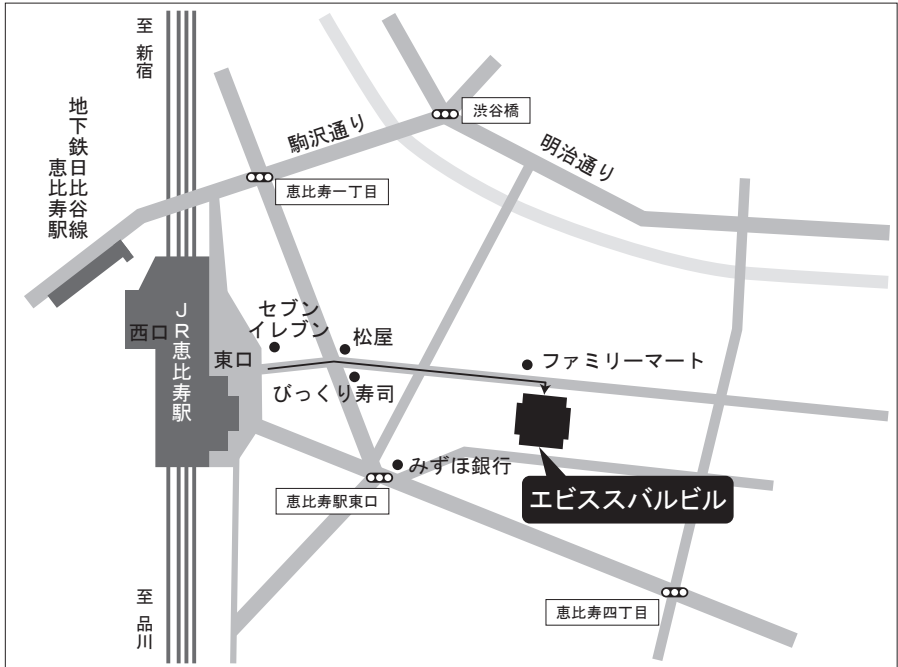 至 新宿
地下鉄日比谷線
恵比寿駅
駒沢通り
渋谷橋
明治通り
恵比寿一丁目
JR恵比寿駅
西口
東口
セブン
イレブン
松屋
びっくり寿司
ファミリーマート
みずほ銀行
恵比寿駅東口
エビススバルビル
恵比寿四丁目
至 品川